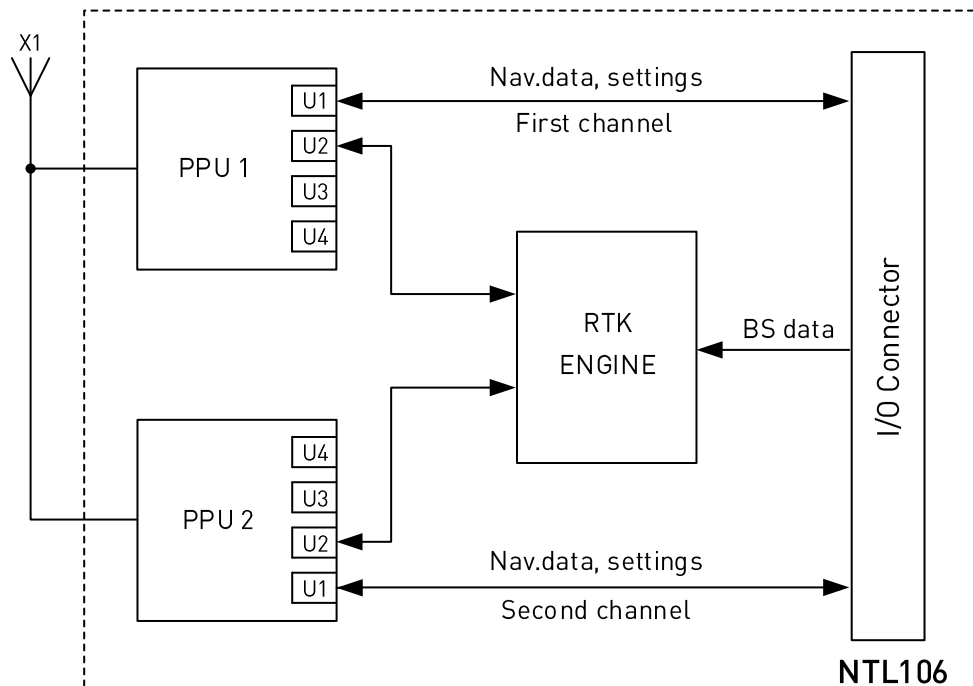 X1
PPU 1
U1
U2
U3
U4
Nav.data, settings
First channel
RTK
ENGINE
BS data
I/O Connector
PPU 2
U4
U3
U2
U1
Nav.data, settings
Second channel
NTL106